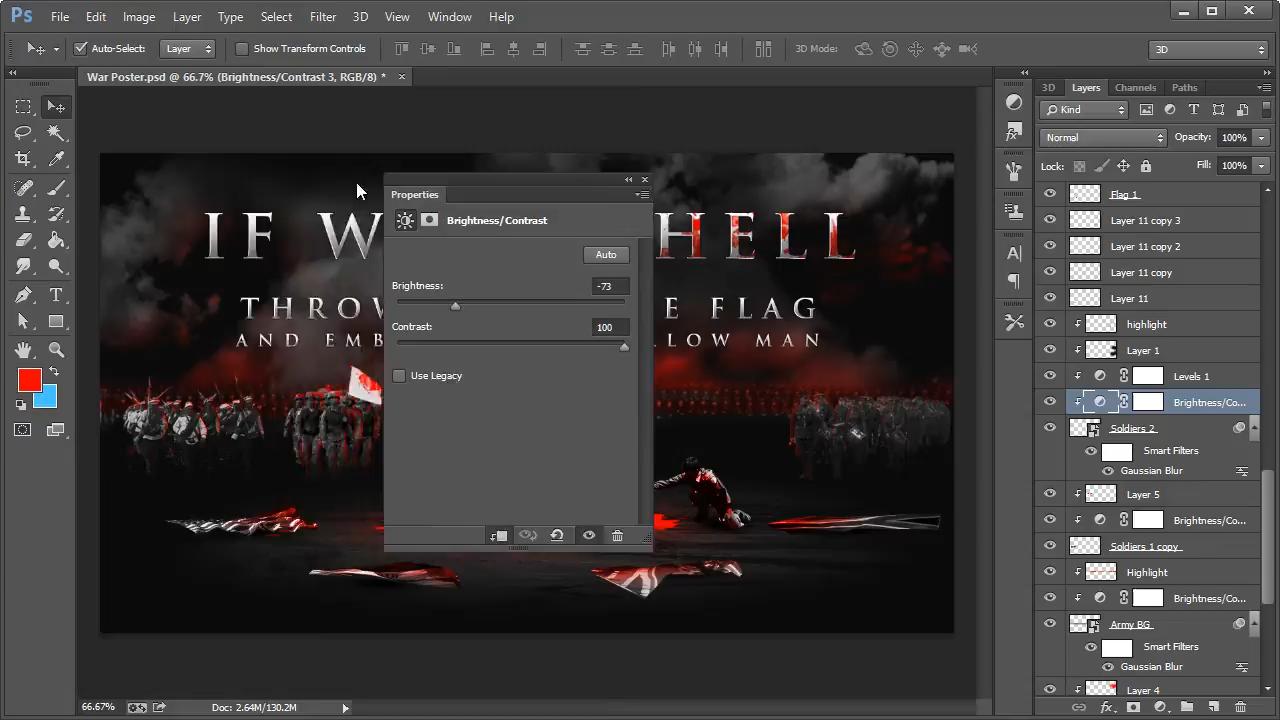 Ps File Edit Image Layer Type Select Filter 3D View Window Help
Auto-Select: Layer Show Transform Controls 3D Mode: 3D
War Poster.psd @ 66.7% (Brightness/Contrast 3, RGB/8) *
3D Layers Channels Paths
Kind
Normal Opacity: 100%
Lock: Fill: 100%
Flag 1
Layer 11 copy 3
Layer 11 copy 2
Layer 11 copy
Layer 11
highlight
Layer 1
Levels 1
Brightness/Co...
Soldiers 2
Smart Filters
Gaussian Blur
Layer 5
Brightness/Co...
Soldiers 1 copy
Highlight
Brightness/Co...
Army BG
Smart Filters
Gaussian Blur
Layer 4
IF W HELL
THROW E FLAG
AND EMB LLOW MAN
Properties
Brightness/Contrast
Auto
Brightness: -73
Contrast: 100
Use Legacy
66.67% Doc: 2.64M/130.2M